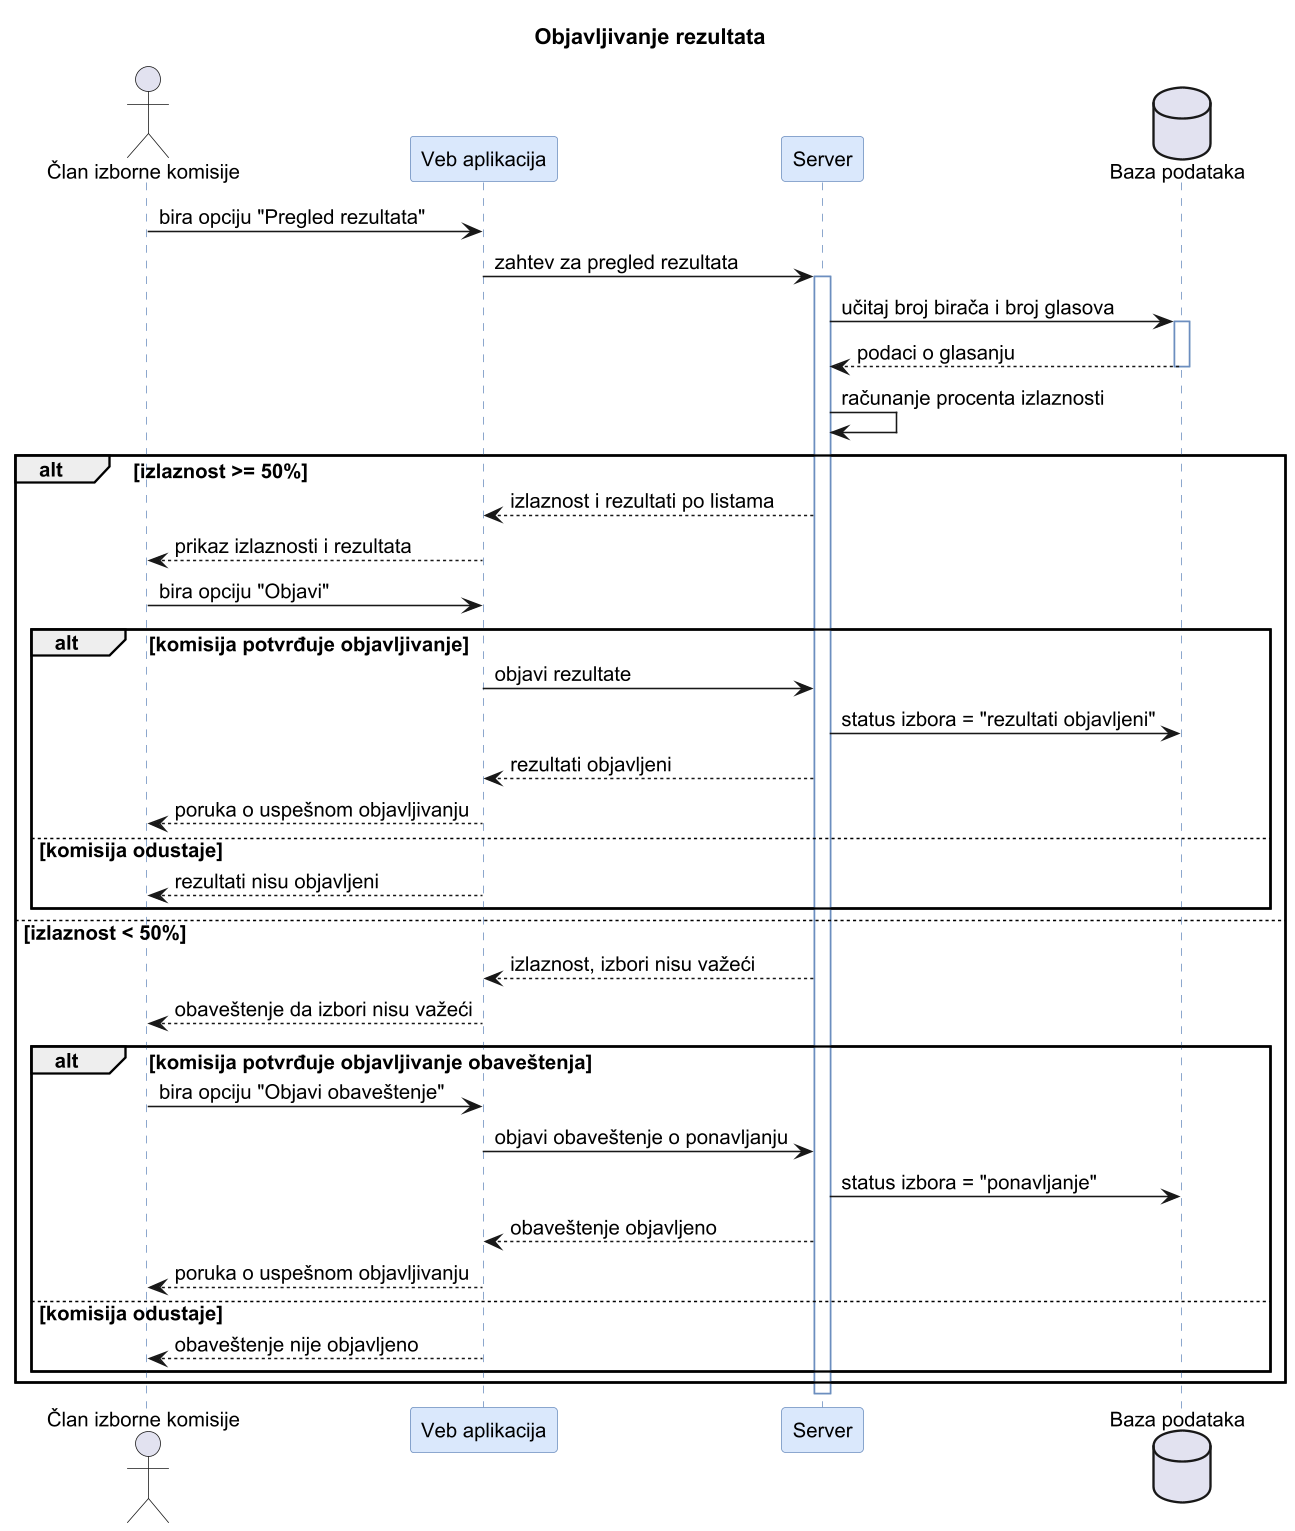 Objavljivanje rezultata
Član izborne komisije
Veb aplikacija
Server
Baza podataka
bira opciju "Pregled rezultata"
zahtev za pregled rezultata
učitaj broj birača i broj glasova
podaci o glasanju
računanje procenta izlaznosti
alt [izlaznost >= 50%]
izlaznost i rezultati po listama
prikaz izlaznosti i rezultata
bira opciju "Objavi"
alt [komisija potvrđuje objavljivanje]
objavi rezultate
status izbora = "rezultati objavljeni"
rezultati objavljeni
poruka o uspešnom objavljivanju
[komisija odustaje]
rezultati nisu objavljeni
[izlaznost < 50%]
izlaznost, izbori nisu važeći
obaveštenje da izbori nisu važeći
alt [komisija potvrđuje objavljivanje obaveštenja]
bira opciju "Objavi obaveštenje"
objavi obaveštenje o ponavljanju
status izbora = "ponavljanje"
obaveštenje objavljeno
poruka o uspešnom objavljivanju
[komisija odustaje]
obaveštenje nije objavljeno
Član izborne komisije
Veb aplikacija
Server
Baza podataka